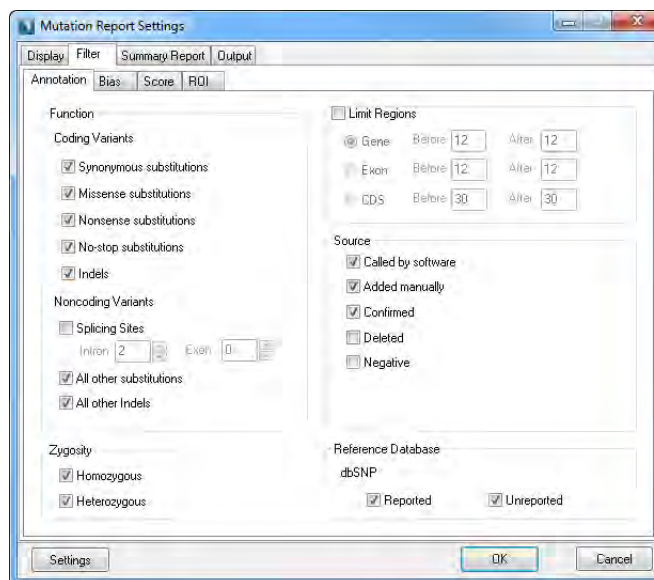 Mutation Report Settings
Display Filter Summary Report Output
Annotation Bias Score ROI
Function
Coding Variants
Synonymous substitutions
Missense substitutions
Nonsense substitutions
No-stop substitutions
Indels
Noncoding Variants
Splicing Sites
Intron 2 Exon 0
All other substitutions
All other Indels
Zygosity
Homozygous
Heterozygous
Limit Regions
Gene Before 12 After 12
Exon Before 12 After 12
CDS Before 30 After 30
Source
Called by software
Added manually
Confirmed
Deleted
Negative
Reference Database
dbSNP
Reported Unreported
Settings OK Cancel